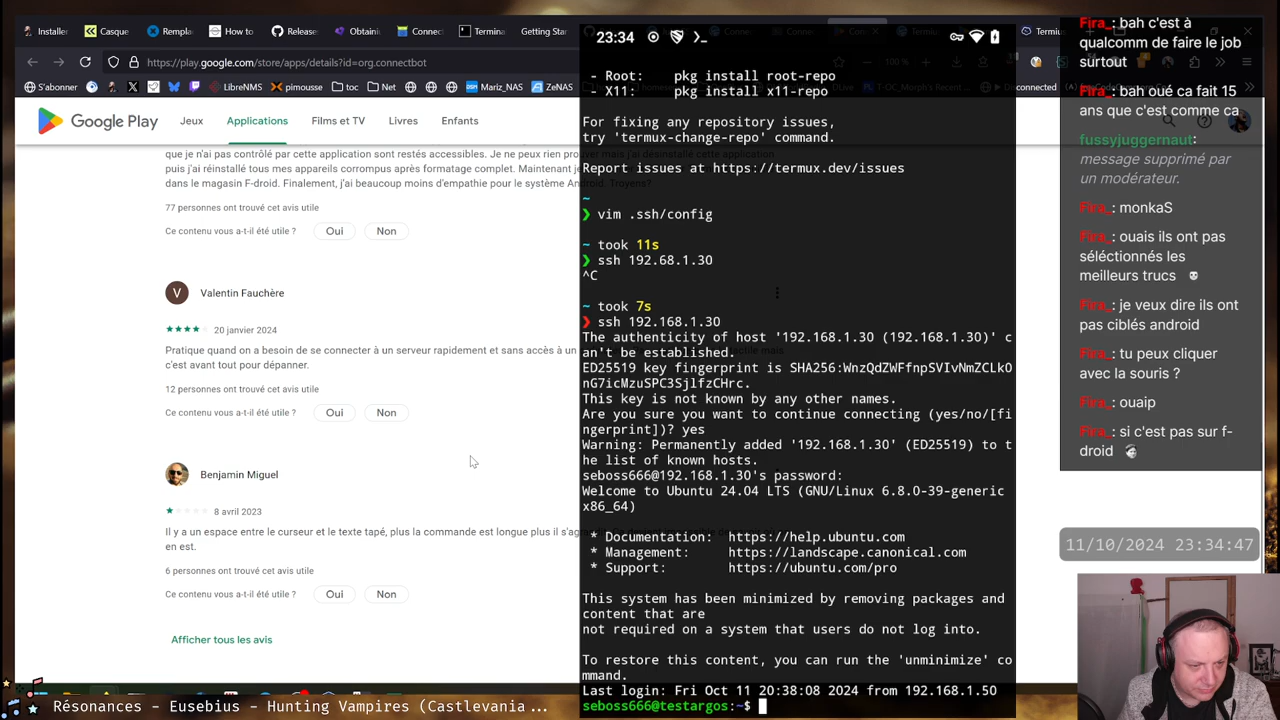 Installer
Casque
Remplac
How to
Release
Obtainiu
Connect
Termina
Getting Star
https://play.google.com/store/apps/details?id=org.connectbot
100 %
S'abonner
LibreNMS
pimousse
toc
Mariz_NAS
ZeNAS
Disconnected
Google Play
Jeux
Applications
Films et TV
Livres
Enfants
que je n'ai pas contrôlé par cette application sont restés accessibles. Je ne peux rien prouver mais j'ai désinstallé cette application
puis j'ai réinstallé tous mes appareils corrompus après formatage complet. Maintenant je
dans le magasin F-droid. Finalement, j'ai beaucoup moins d'empathie pour le système Android. Troyens?
77 personnes ont trouvé cet avis utile
Ce contenu vous a-t-il été utile ?
Oui
Non
Valentin Fauchère
20 janvier 2024
Pratique quand on a besoin de se connecter à un serveur rapidement et sans accès à un
c'est avant tout pour dépanner.
12 personnes ont trouvé cet avis utile
Ce contenu vous a-t-il été utile ?
Oui
Non
Benjamin Miguel
8 avril 2023
Il y a un espace entre le curseur et le texte tapé, plus la commande est longue plus il s'ag
en est.
6 personnes ont trouvé cet avis utile
Ce contenu vous a-t-il été utile ?
Oui
Non
Afficher tous les avis
Résonances - Eusebius - Hunting Vampires (Castlevania...
23:34
- Root:    pkg install root-repo
- X11:     pkg install x11-repo
For fixing any repository issues,
try 'termux-change-repo' command.
Report issues at https://termux.dev/issues
~
❯ vim .ssh/config
~ took 11s
❯ ssh 192.68.1.30
^C
~ took 7s
❯ ssh 192.168.1.30
The authenticity of host '192.168.1.30 (192.168.1.30)' c
an't be established.
ED25519 key fingerprint is SHA256:WnzQdZWFfnpSVIvNmZCLkO
nG7icMzuSPC3SjlfzCHrc.
This key is not known by any other names.
Are you sure you want to continue connecting (yes/no/[fi
ngerprint])? yes
Warning: Permanently added '192.168.1.30' (ED25519) to t
he list of known hosts.
seboss666@192.168.1.30's password:
Welcome to Ubuntu 24.04 LTS (GNU/Linux 6.8.0-39-generic
x86_64)
* Documentation:  https://help.ubuntu.com
* Management:     https://landscape.canonical.com
* Support:        https://ubuntu.com/pro
This system has been minimized by removing packages and
content that are
not required on a system that users do not log into.
To restore this content, you can run the 'unminimize' co
mmand.
Last login: Fri Oct 11 20:38:08 2024 from 192.168.1.50
seboss666@testargos:~$
Fira_: bah c'est à
qualcomm de faire le job
surtout
Fira_: bah oué ca fait 15
ans que c'est comme ca
fussyjuggernaut:
message supprimé par
un modérateur.
Fira_: monkaS
Fira_: ouais ils ont pas
séléctionnés les
meilleurs trucs
Fira_: je veux dire ils ont
pas ciblés android
Fira_: tu peux cliquer
avec la souris ?
Fira_: ouaip
Fira_: si c'est pas sur f-
droid
11/10/2024 23:34:47